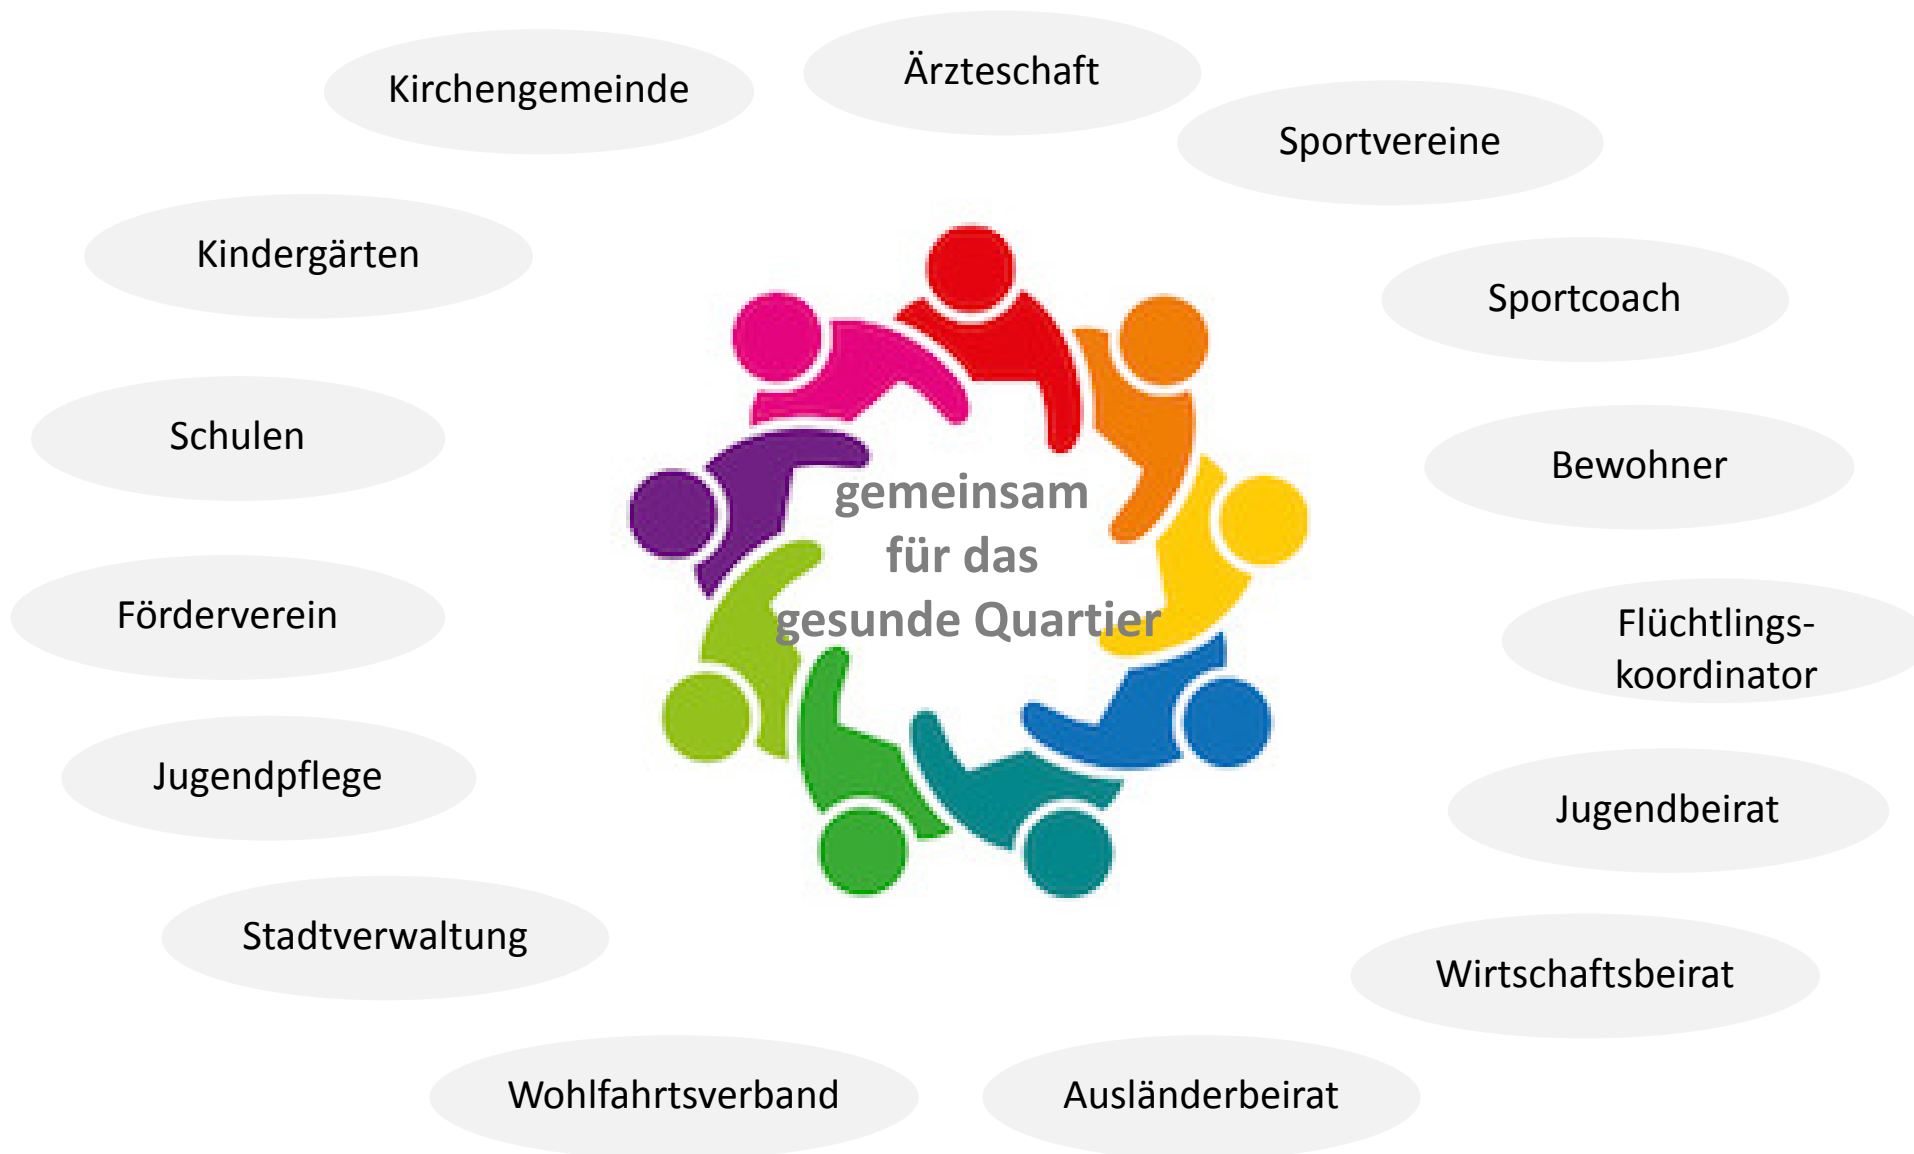 Ärzteschaft
Kirchengemeinde
Sportvereine
Kindergärten
Sportcoach
Schulen
Bewohner
gemeinsam
für das
gesunde Quartier
Förderverein
Flüchtlings-
koordinator
Jugendpflege
Jugendbeirat
Stadtverwaltung
Wirtschaftsbeirat
Wohlfahrtsverband
Ausländerbeirat